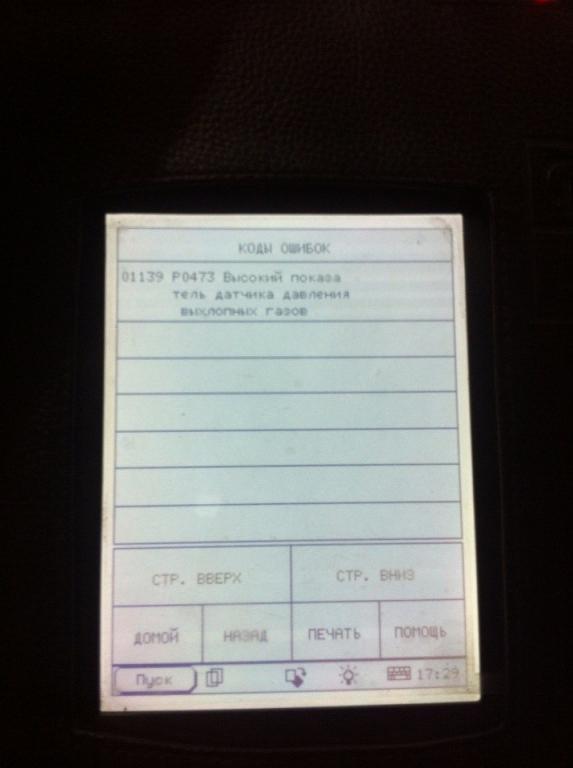 КОДЫ ОШИБОК
01139 P0473 Высокий показа
тель датчика давления
выхлопных газов
СТР. ВВЕРХ
СТР. ВНИЗ
ДОМОЙ
НАЗАД
ПЕЧАТЬ
ПОМОЩЬ
Пуск
17:29